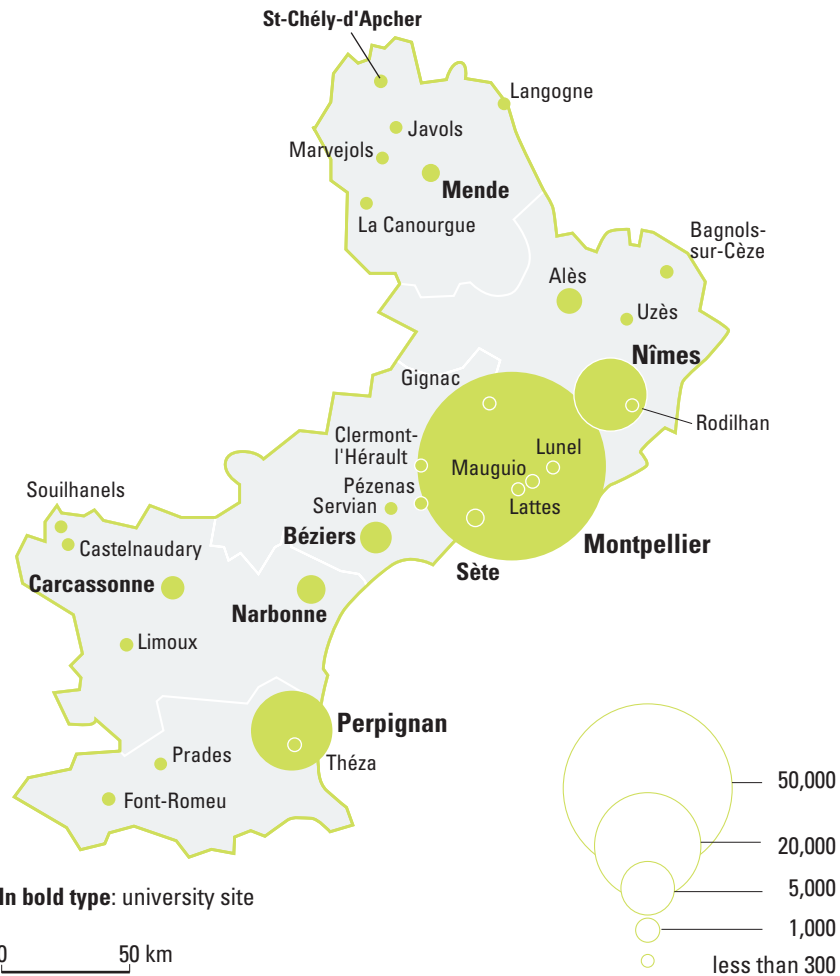 St-Chély-d'Apcher
Langogne
Javols
Marvejols
Mende
La Canourgue
Bagnols-
sur-Cèze
Alès
Uzès
Nîmes
Gignac
Rodilhan
Clermont-
l'Hérault
Lunel
Mauguio
Pézenas
Lattes
Servian
Souilhanels
Béziers
Montpellier
Castelnaudary
Sète
Carcassonne
Narbonne
Limoux
Perpignan
Prades
Théza
Font-Romeu
50,000
20,000
5,000
1,000
less than 300
In bold type: university site
0 50 km